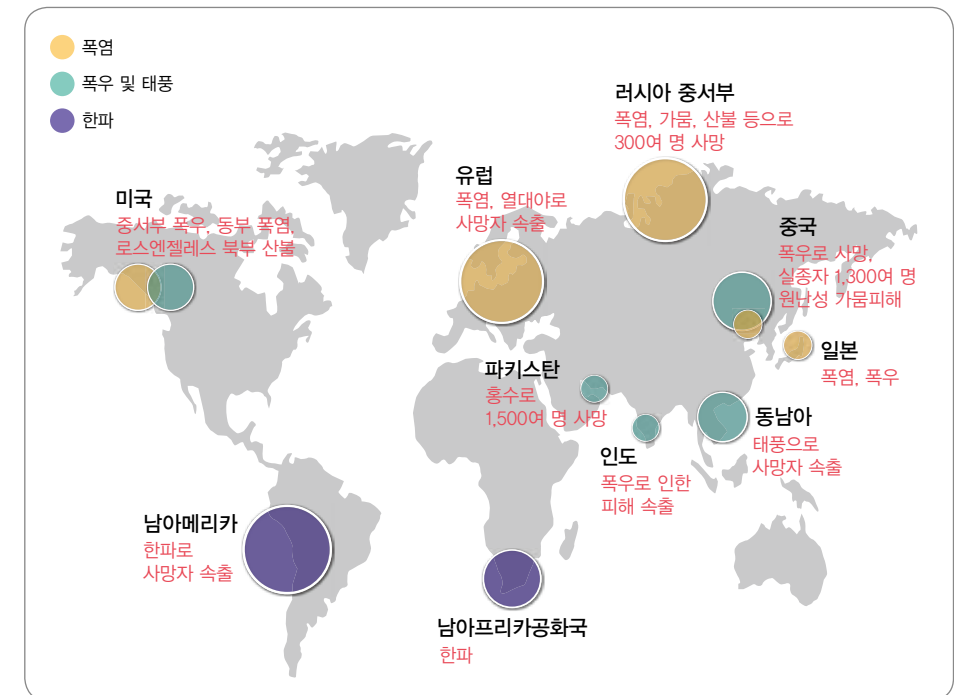 폭염
폭우 및 태풍
한파
러시아 중서부
폭염, 가뭄, 산불 등으로
300여 명 사망
미국
중서부 폭우, 동부 폭염,
로스엔젤레스 북부 산불
유럽
폭염, 열대야로
사망자 속출
중국
폭우로 사망,
실종자 1,300여 명
윈난성 가뭄피해
일본
폭염, 폭우
파키스탄
홍수로
1,500여 명 사망
동남아
태풍으로
사망자 속출
인도
폭우로 인한
피해 속출
남아메리카
한파로
사망자 속출
남아프리카공화국
한파